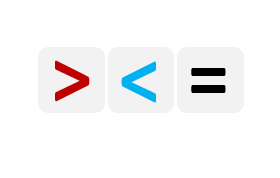 > < =